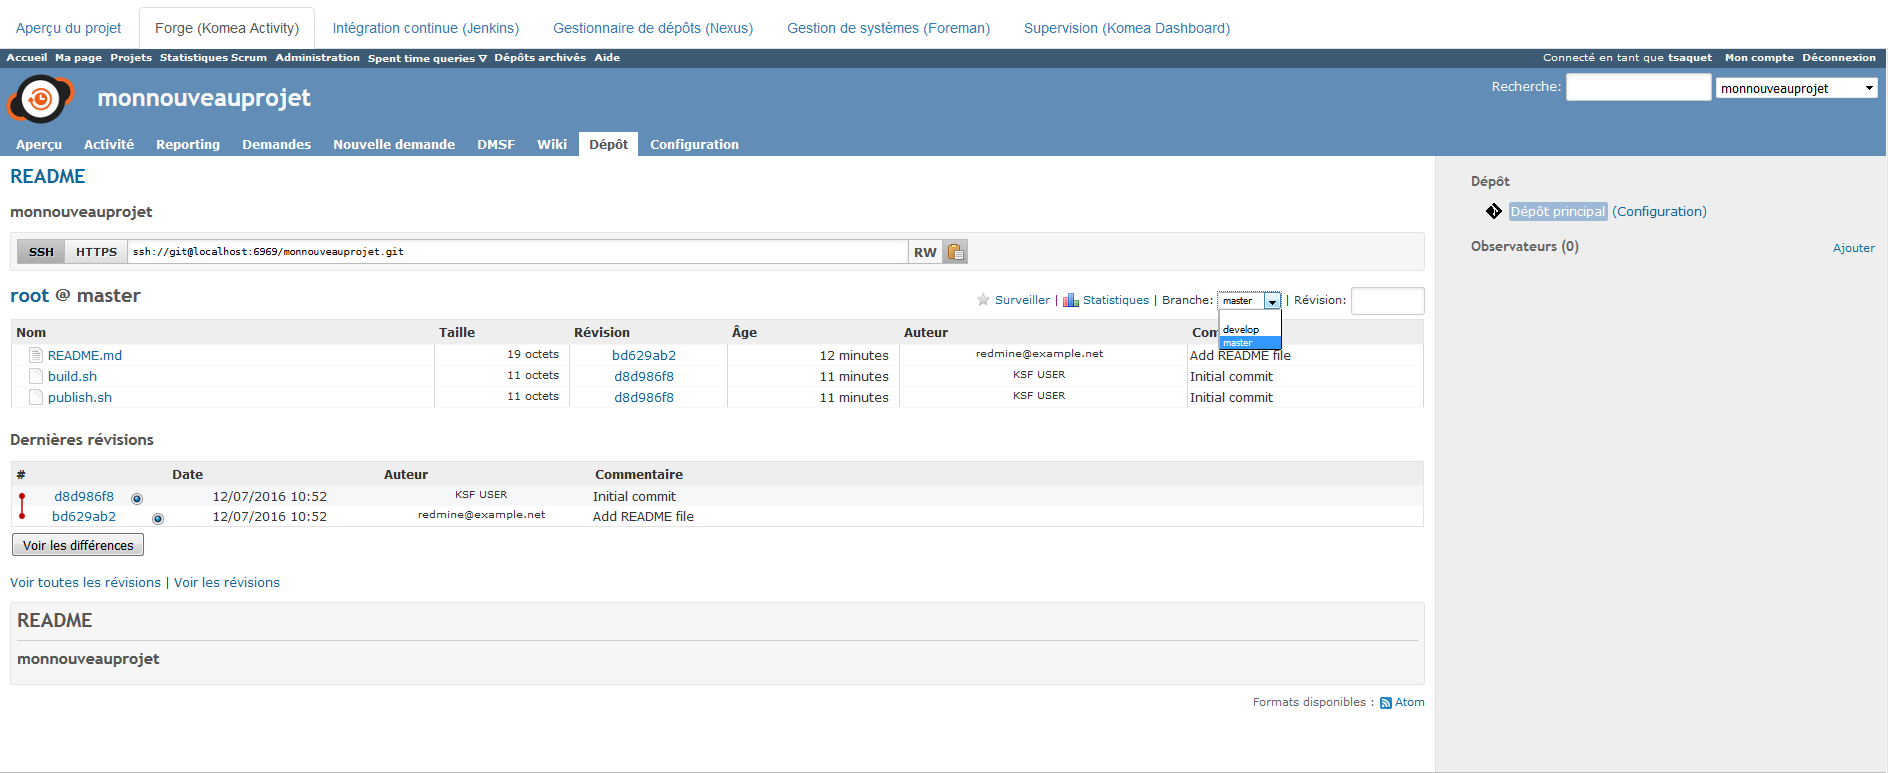 Aperçu du projet Forge (Komea Activity) Intégration continue (Jenkins) Gestionnaire de dépôts (Nexus) Gestion de systèmes (Foreman) Supervision (Komea Dashboard)
Accueil Ma page Projets Statistiques Scrum Administration Spent time queries ▽ Dépôts archivés Aide Connecté en tant que tsaquet Mon compte Déconnexion
monnouveauprojet Recherche: monnouveauprojet
Aperçu Activité Reporting Demandes Nouvelle demande DMSF Wiki Dépôt Configuration
README
monnouveauprojet
SSH HTTPS ssh://git@localhost:6969/monnouveauprojet.git RW
root @ master Surveiller | Statistiques | Branche: master | Révision:
develop
master
Nom Taille Révision Âge Auteur Com
README.md 19 octets bd629ab2 12 minutes redmine@example.net Add README file
build.sh 11 octets d8d986f8 11 minutes KSF USER Initial commit
publish.sh 11 octets d8d986f8 11 minutes KSF USER Initial commit
Dernières révisions
# Date Auteur Commentaire
d8d986f8 12/07/2016 10:52 KSF USER Initial commit
bd629ab2 12/07/2016 10:52 redmine@example.net Add README file
Voir les différences
Voir toutes les révisions | Voir les révisions
README
monnouveauprojet
Formats disponibles : Atom
Dépôt
Dépôt principal (Configuration)
Observateurs (0) Ajouter